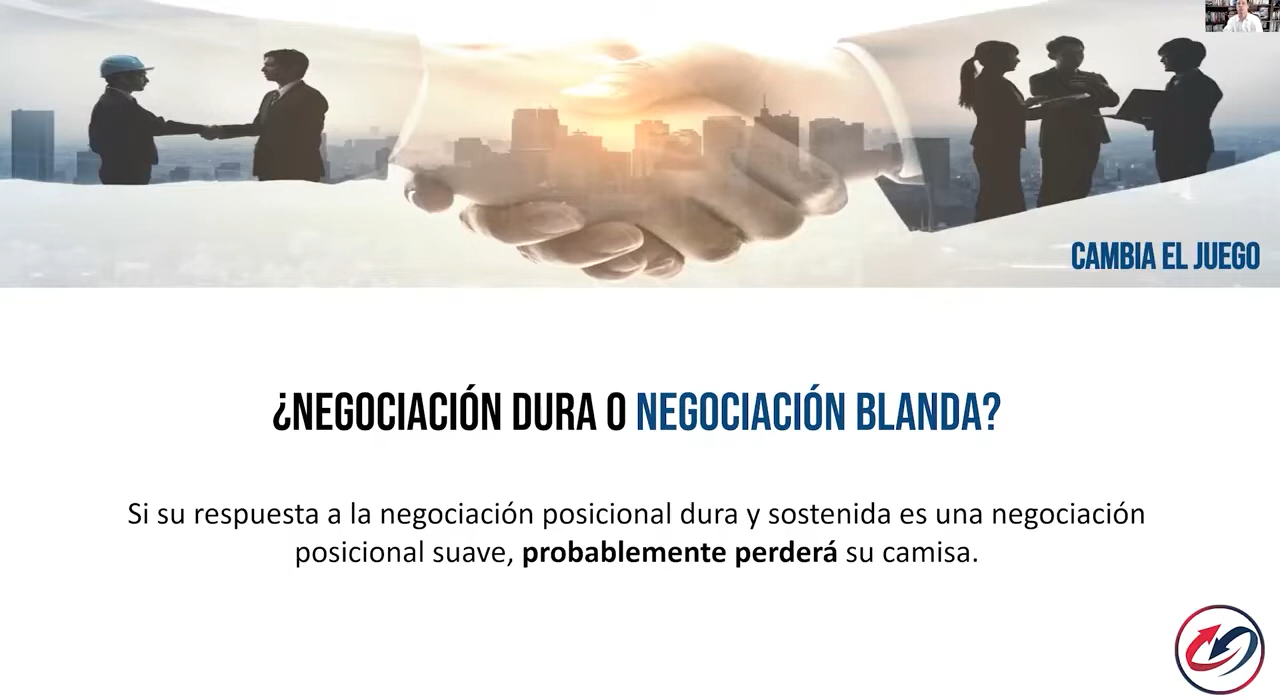 CAMBIA EL JUEGO
¿NEGOCIACIÓN DURA O NEGOCIACIÓN BLANDA?
Si su respuesta a la negociación posicional dura y sostenida es una negociación
posicional suave, probablemente perderá su camisa.